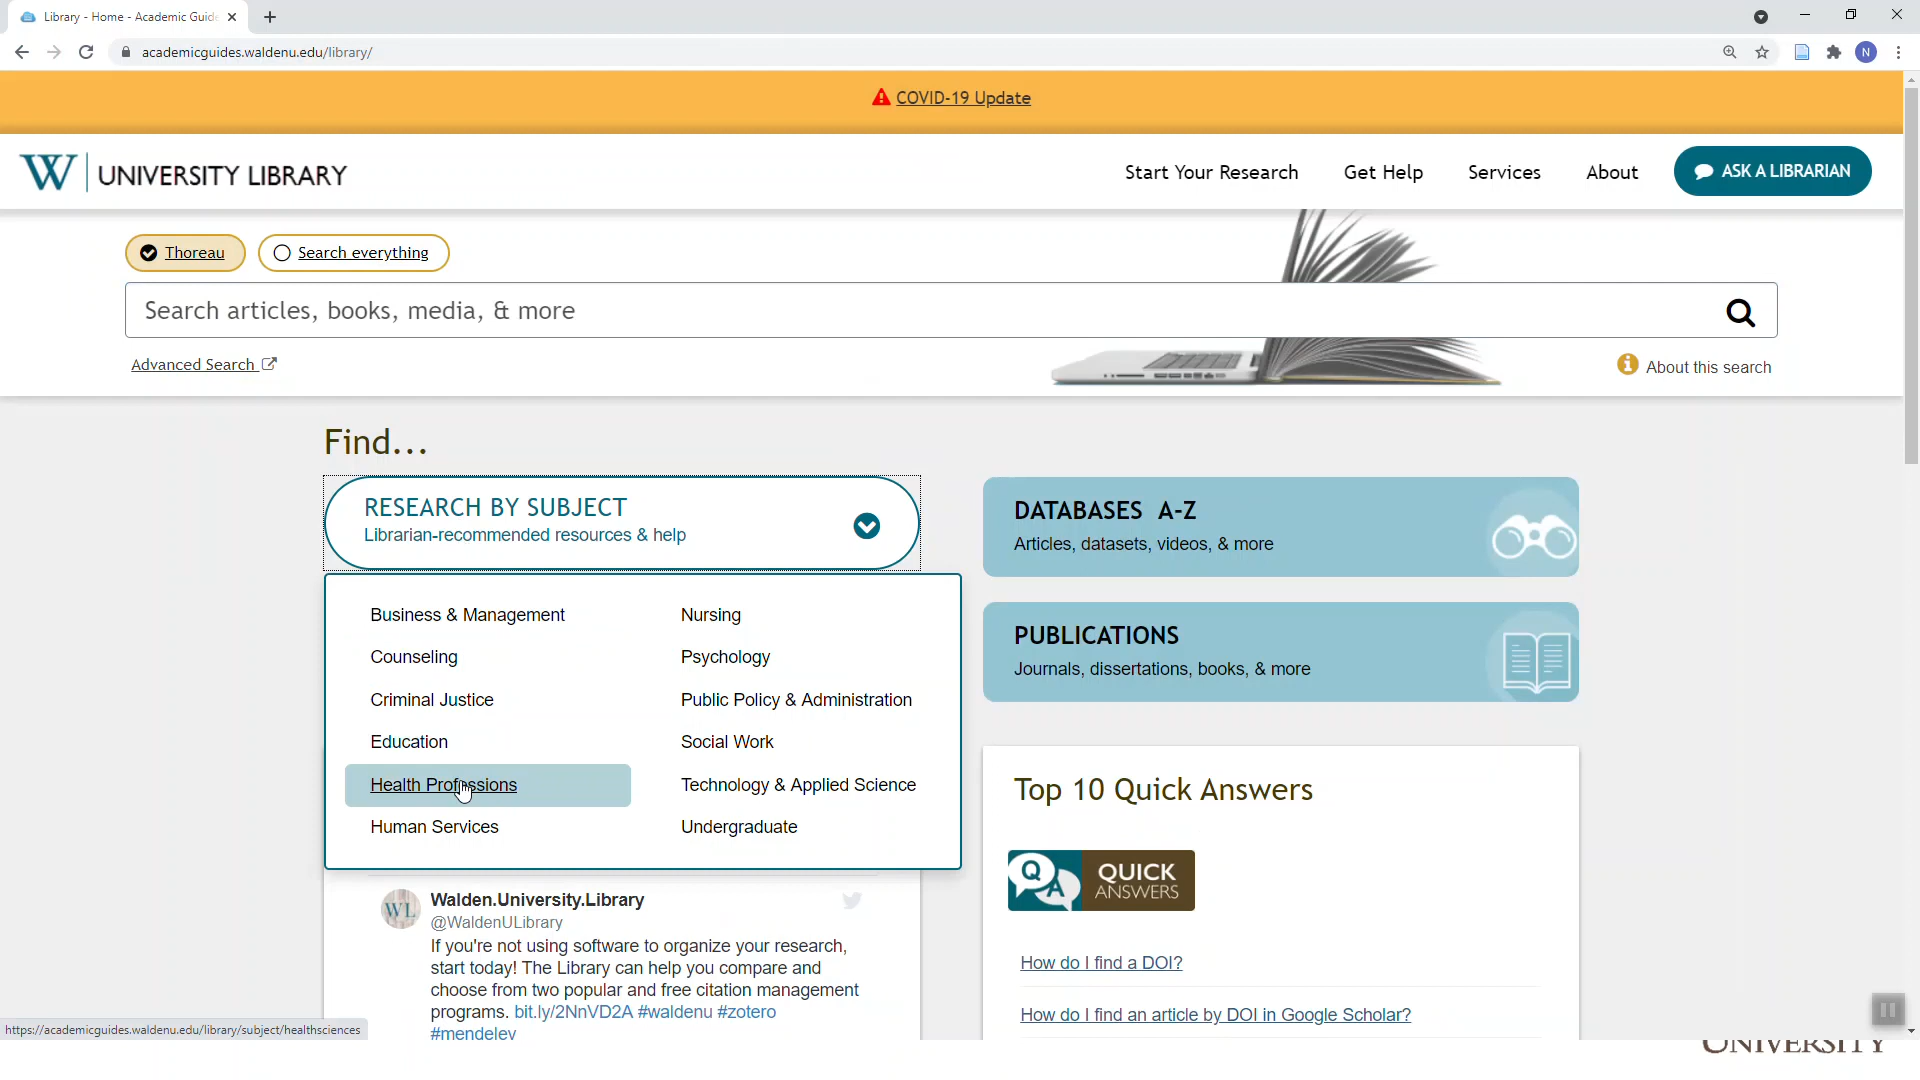 Library - Home - Academic Guide
academicguides.waldenu.edu/library/
N
COVID-19 Update
W UNIVERSITY LIBRARY
Start Your Research
Get Help
Services
About
ASK A LIBRARIAN
Thoreau
Search everything
Search articles, books, media, & more
Advanced Search
About this search
Find...
RESEARCH BY SUBJECT
Librarian-recommended resources & help
Business & Management
Counseling
Criminal Justice
Education
Health Professions
Human Services
Nursing
Psychology
Public Policy & Administration
Social Work
Technology & Applied Science
Undergraduate
DATABASES A-Z
Articles, datasets, videos, & more
PUBLICATIONS
Journals, dissertations, books, & more
WL
Walden.University.Library
@WaldenULibrary
If you're not using software to organize your research,
start today! The Library can help you compare and
choose from two popular and free citation management
programs. bit.ly/2NnVD2A #waldenu #zotero
#mendeley
Top 10 Quick Answers
Q A QUICK
ANSWERS
How do I find a DOI?
How do I find an article by DOI in Google Scholar?
https://academicguides.waldenu.edu/library/subject/healthsciences
UNIVERSITY